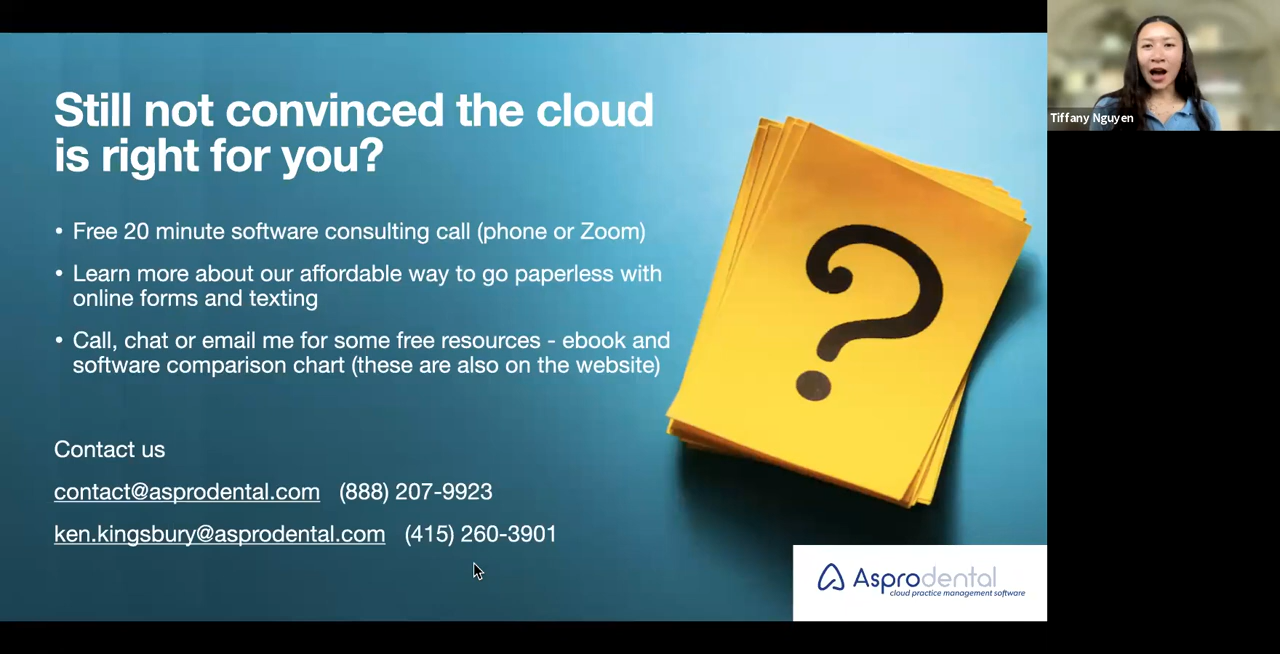 Still not convinced the cloud
is right for you?
• Free 20 minute software consulting call (phone or Zoom)
• Learn more about our affordable way to go paperless with
online forms and texting
• Call, chat or email me for some free resources - ebook and
software comparison chart (these are also on the website)
Contact us
contact@asprodental.com (888) 207-9923
ken.kingsbury@asprodental.com (415) 260-3901
?
Asprodental
cloud practice management software
Tiffany Nguyen